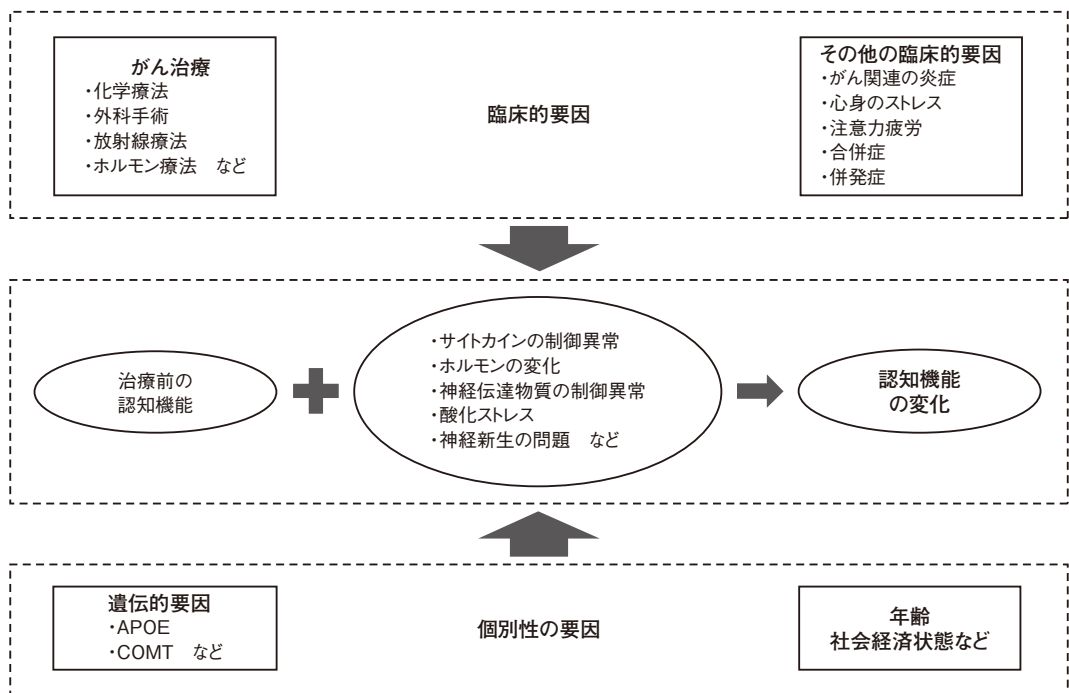 がん治療
・化学療法
・外科手術
・放射線療法
・ホルモン療法　など
臨床的要因
その他の臨床的要因
・がん関連の炎症
・心身のストレス
・注意力疲労
・合併症
・併発症
治療前の
認知機能
・サイトカインの制御異常
・ホルモンの変化
・神経伝達物質の制御異常
・酸化ストレス
・神経新生の問題　など
認知機能
の変化
遺伝的要因
・APOE
・COMT　など
個別性の要因
年齢
社会経済状態など